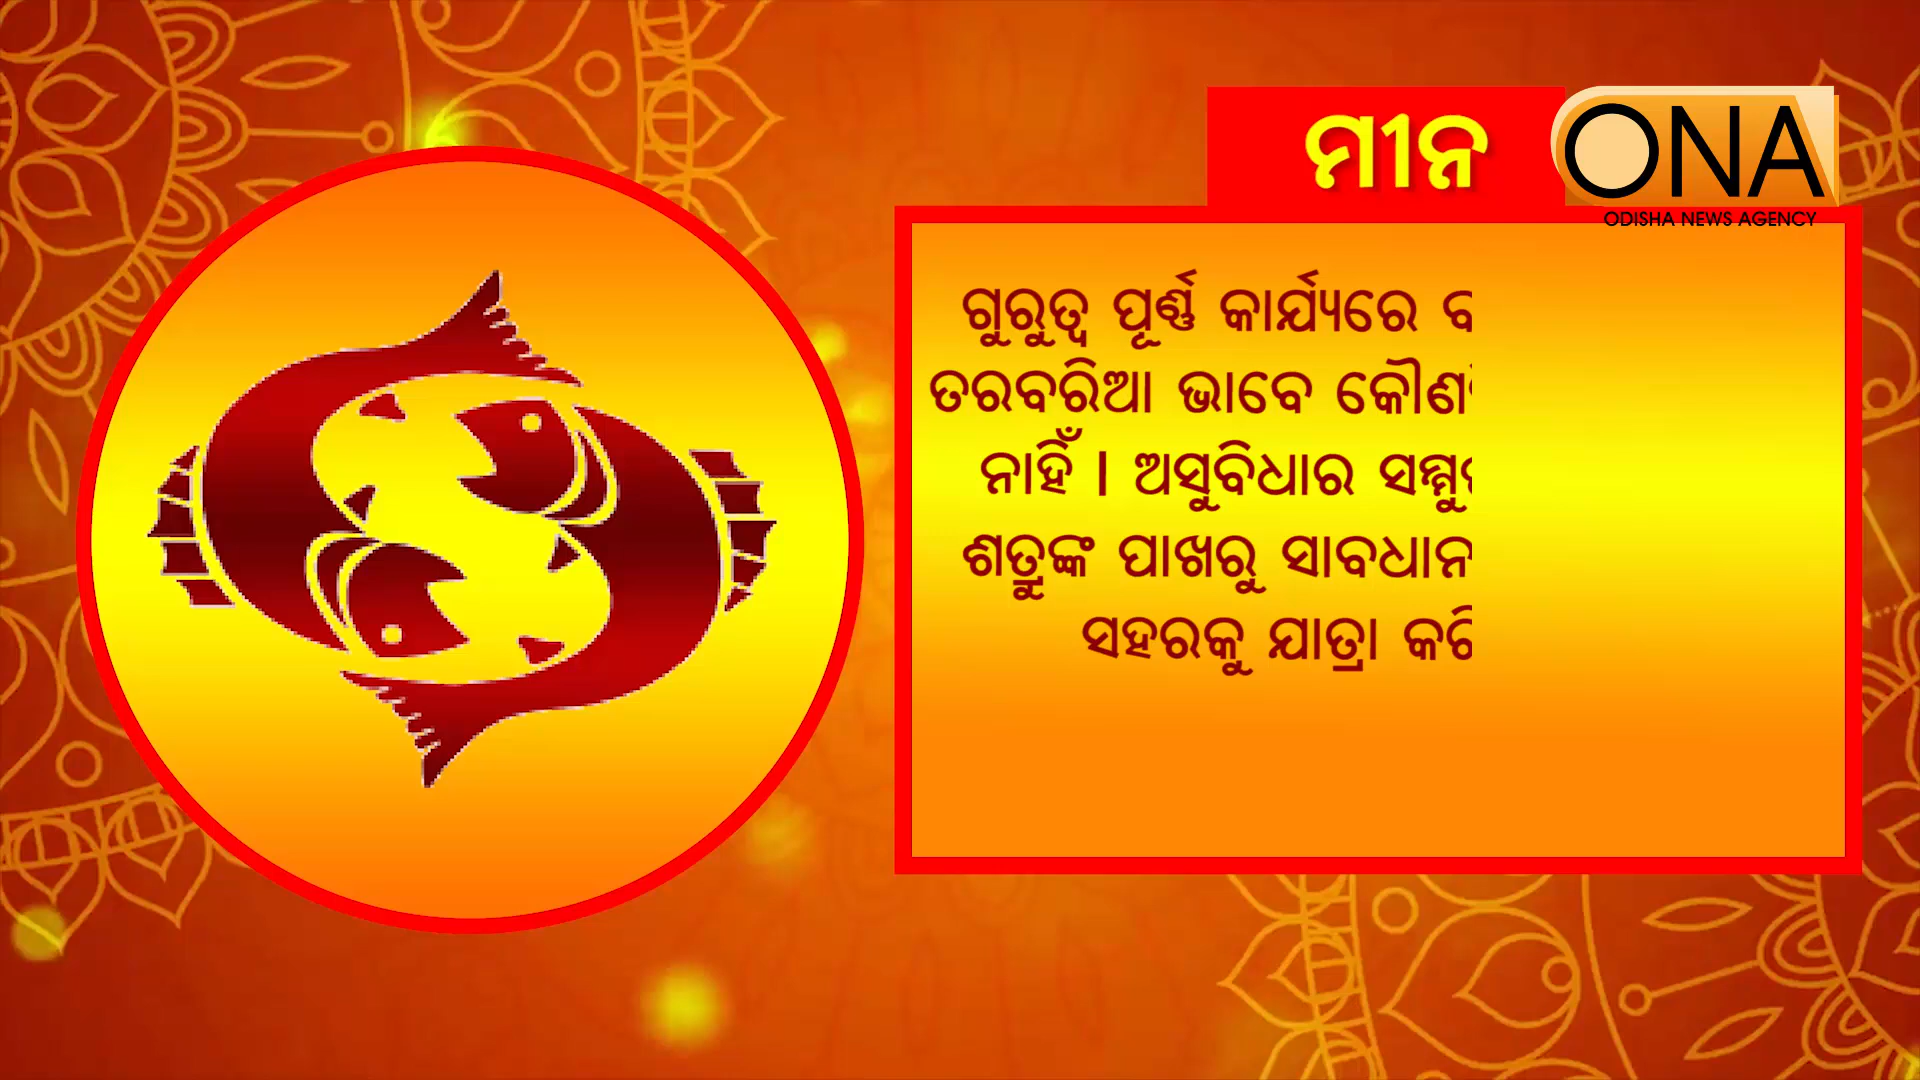 ମୀନ
ONA
ODISHA NEWS AGENCY
ଗୁରୁତ୍ୱ ପୂର୍ଣ୍ଣ କାର୍ଯ୍ୟରେ
ତରବରିଆ ଭାବେ
ନାହିଁ । ଅସୁବିଧାର
ଶତ୍ରୁଙ୍କ ପାଖରୁ ସାବଧାନ
ସହରକୁ ଯାତ୍ରା